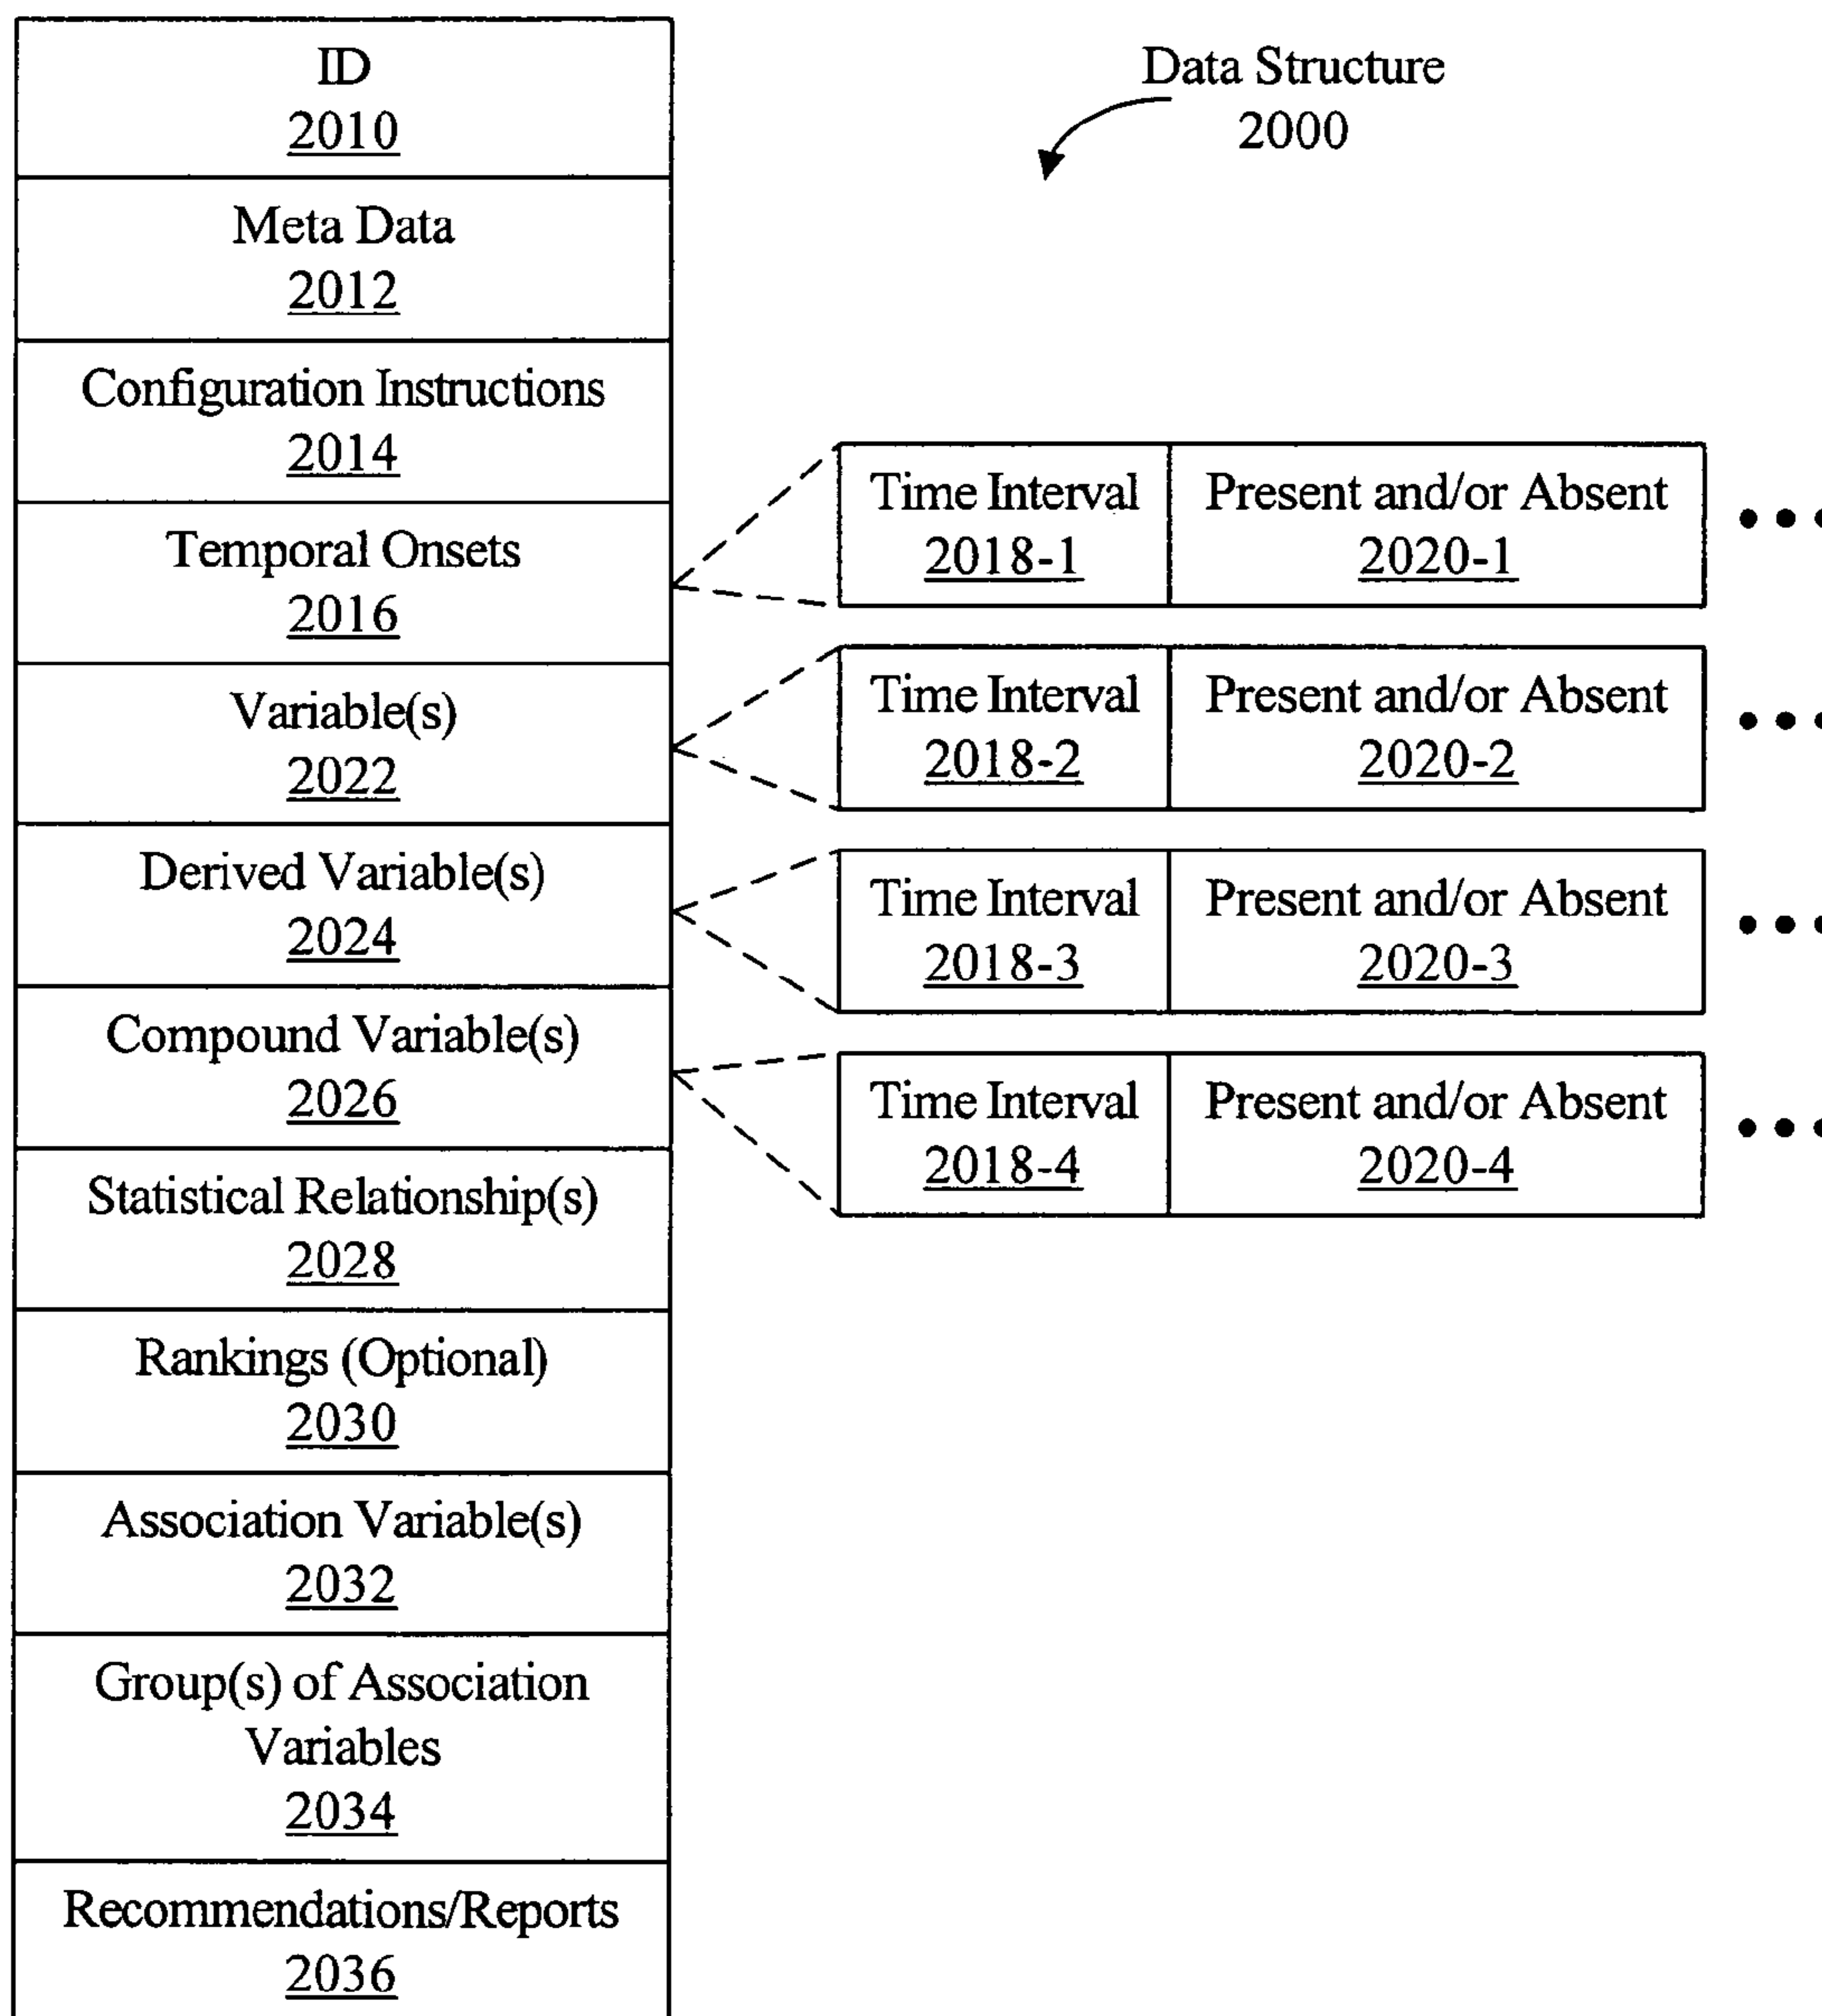 ID
2010
Meta Data
2012
Configuration Instructions
2014
Temporal Onsets
2016
Variable(s)
2022
Derived Variable(s)
2024
Compound Variable(s)
2026
Statistical Relationship(s)
2028
Rankings (Optional)
2030
Association Variable(s)
2032
Group(s) of Association
Variables
2034
Recommendations/Reports
2036
Data Structure
2000
Time Interval
2018-1
Present and/or Absent
2020-1
Time Interval
2018-2
Present and/or Absent
2020-2
Time Interval
2018-3
Present and/or Absent
2020-3
Time Interval
2018-4
Present and/or Absent
2020-4